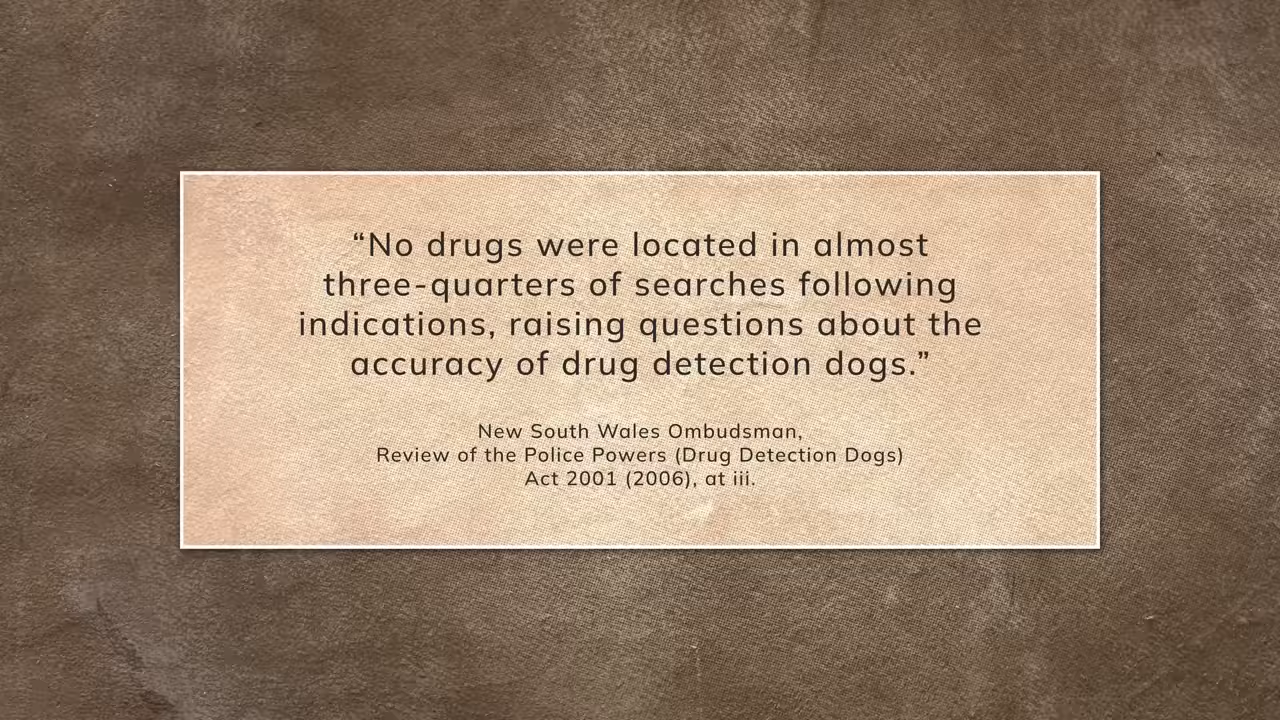 “No drugs were located in almost
three-quarters of searches following
indications, raising questions about the
accuracy of drug detection dogs.”
New South Wales Ombudsman,
Review of the Police Powers (Drug Detection Dogs)
Act 2001 (2006), at iii.